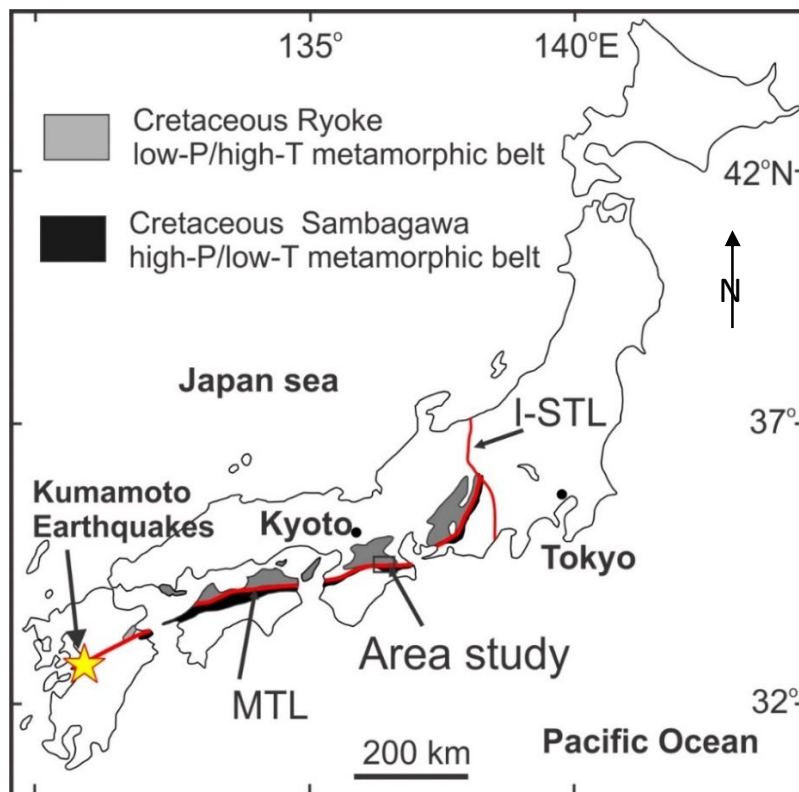 135° 140°E
Cretaceous Ryoke
low-P/high-T metamorphic belt
42°N
Cretaceous Sambagawa
high-P/low-T metamorphic belt
N
Japan sea
I-STL
37°
Kumamoto
Earthquakes
Kyoto
Tokyo
Area study
MTL
32°
Pacific Ocean
200 km